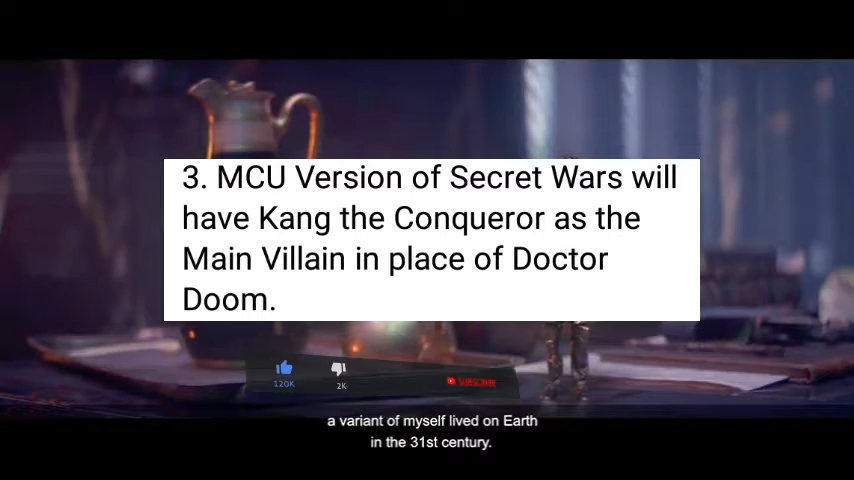 3. MCU Version of Secret Wars will
have Kang the Conqueror as the
Main Villain in place of Doctor
Doom.
120K
2K
SUBSCRIBE
a variant of myself lived on Earth
in the 31st century.